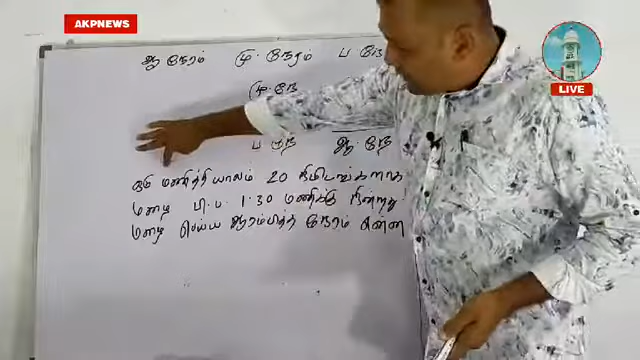 AKPNEWS
LIVE
ஆ நேரம் மு. நேரம் ப நே
மு. நே
ப நே ஆ. நே
ஒரு மணித்தியாலம் 20 நிமிடங்களாக
மழை பி.ப. 1.30 மணிக்கு நின்றது
மழை செய்ய ஆரம்பித்த நேரம் என்ன